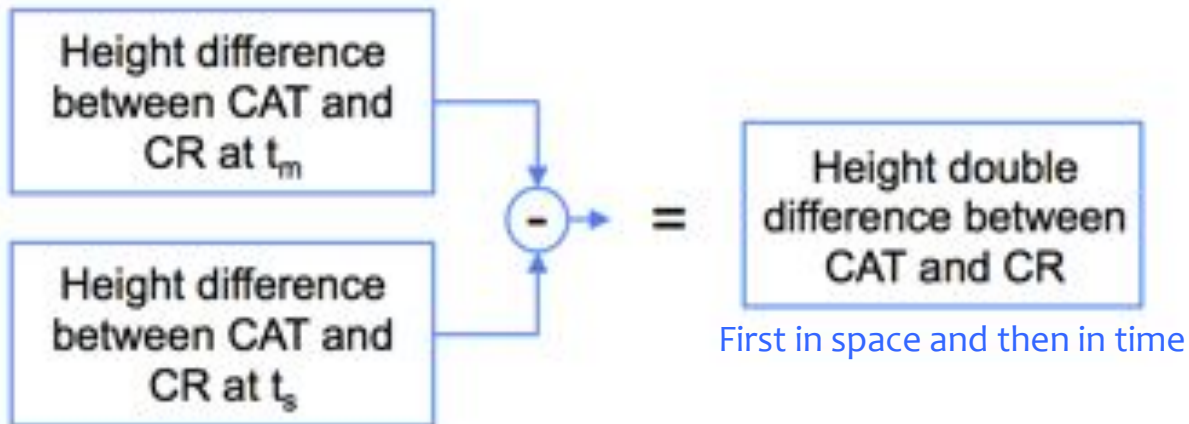 Height difference
between CAT and
CR at tₘ
-
=
Height double
difference between
CAT and CR
Height difference
between CAT and
CR at tₛ
First in space and then in time